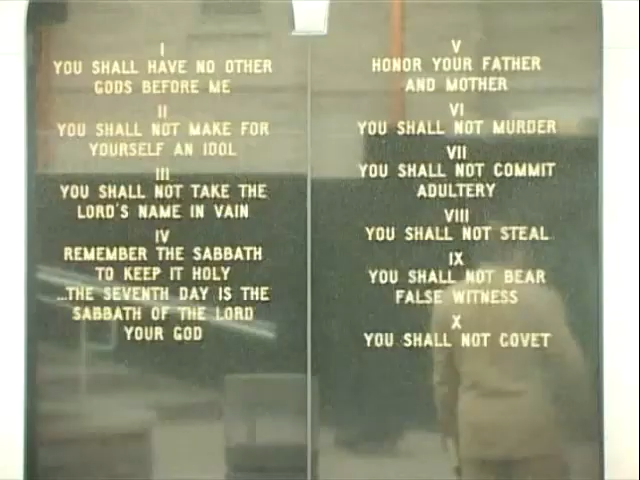 I
YOU SHALL HAVE NO OTHER
GODS BEFORE ME
II
YOU SHALL NOT MAKE FOR
YOURSELF AN IDOL
III
YOU SHALL NOT TAKE THE
LORD'S NAME IN VAIN
IV
REMEMBER THE SABBATH
TO KEEP IT HOLY
...THE SEVENTH DAY IS THE
SABBATH OF THE LORD
YOUR GOD
V
HONOR YOUR FATHER
AND MOTHER
VI
YOU SHALL NOT MURDER
VII
YOU SHALL NOT COMMIT
ADULTERY
VIII
YOU SHALL NOT STEAL
IX
YOU SHALL NOT BEAR
FALSE WITNESS
X
YOU SHALL NOT COVET